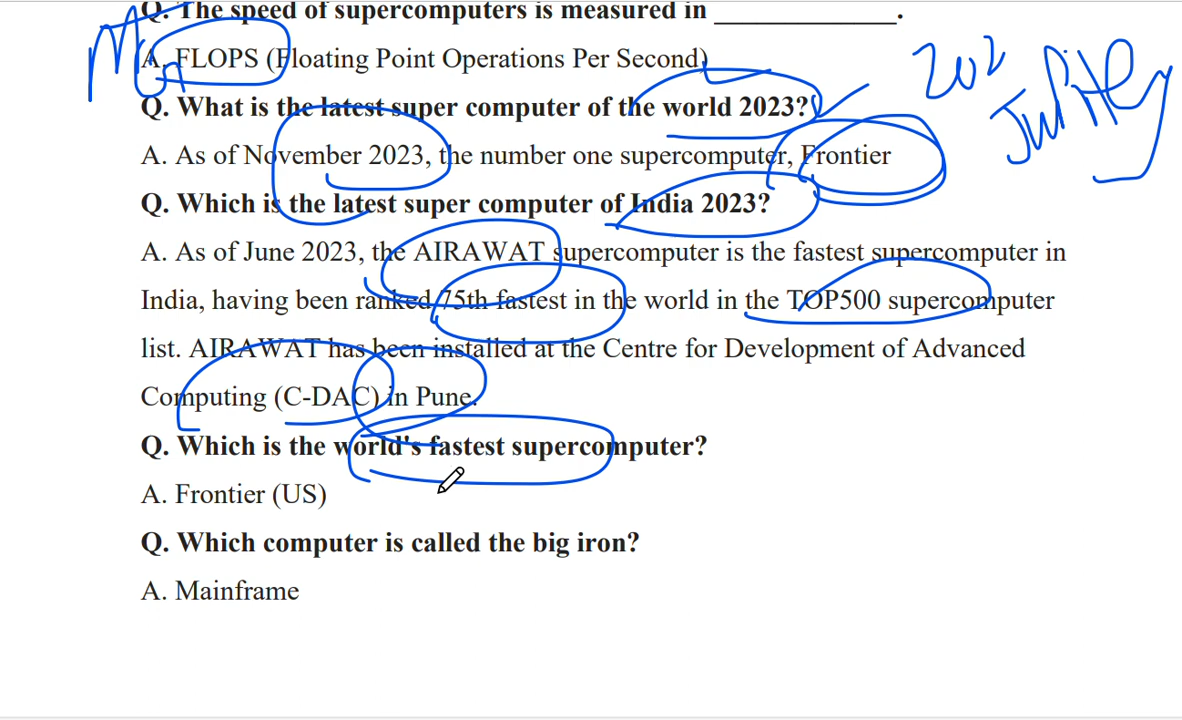 Q. The speed of supercomputers is measured in ______________.
A. FLOPS (Floating Point Operations Per Second)
Q. What is the latest super computer of the world 2023?
A. As of November 2023, the number one supercomputer, Frontier
Q. Which is the latest super computer of India 2023?
A. As of June 2023, the AIRAWAT supercomputer is the fastest supercomputer in
India, having been ranked 75th fastest in the world in the TOP500 supercomputer
list. AIRAWAT has been installed at the Centre for Development of Advanced
Computing (C-DAC) in Pune.
Q. Which is the world's fastest supercomputer?
A. Frontier (US)
Q. Which computer is called the big iron?
A. Mainframe